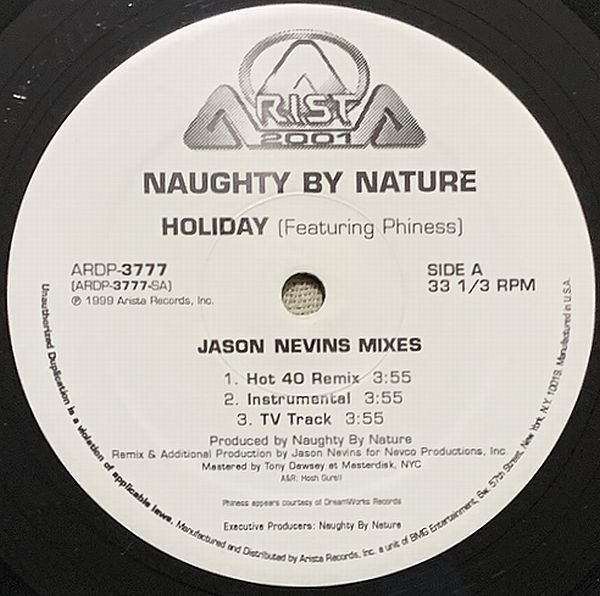 ARISTA
2001
NAUGHTY BY NATURE
HOLIDAY (Featuring Phiness)
ARDP-3777
(ARDP-3777-SA)
℗ 1999 Arista Records, Inc.
SIDE A
33 1/3 RPM
JASON NEVINS MIXES
1. Hot 40 Remix 3:55
2. Instrumental 3:55
3. TV Track 3:55
Produced by Naughty By Nature
Remix & Additional Production by Jason Nevins for Nevco Productions, Inc.
Mastered by Tony Dawsey at Masterdisk, NYC
A&R: Hosh Gureli
Phiness appears courtesy of DreamWorks Records
Executive Producers: Naughty By Nature
Unauthorized Duplication is a violation of applicable laws. Manufactured and Distributed by Arista Records, Inc. a unit of BMG Entertainment, 6w. 57th Street, New York, N.Y. 10019. Manufactured in U.S.A.